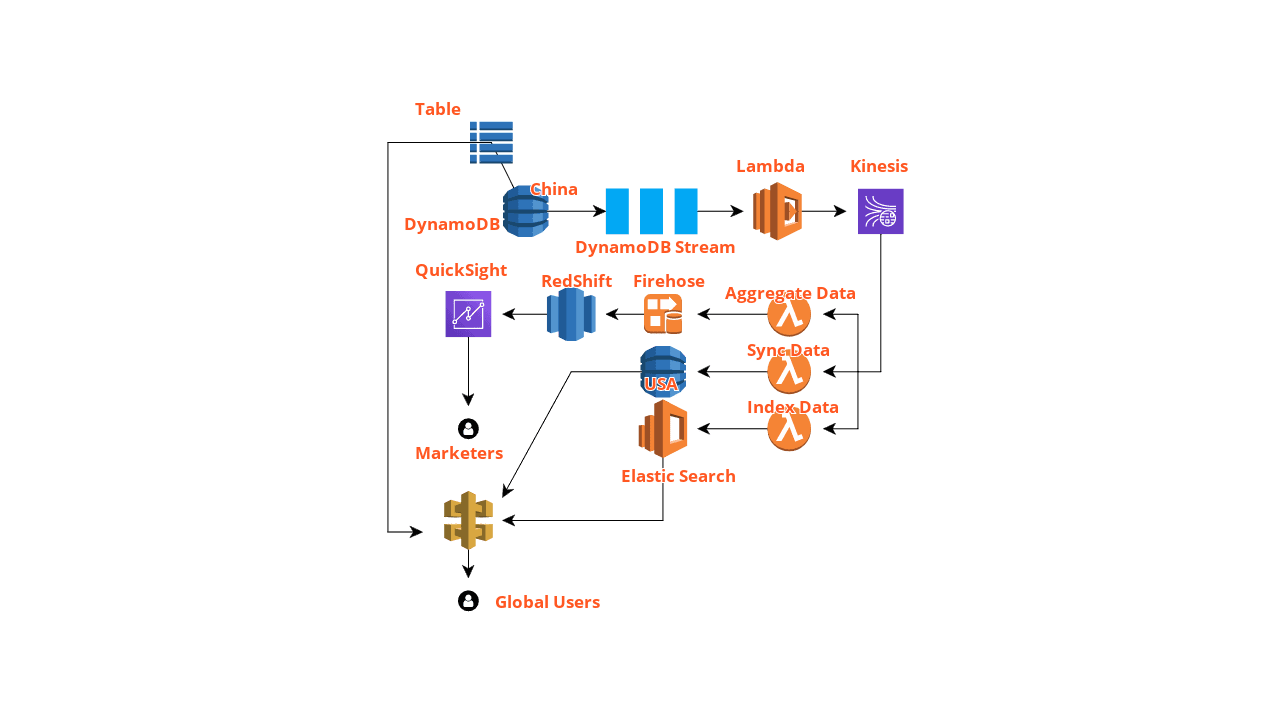 Table
Lambda
Kinesis
China
DynamoDB
DynamoDB Stream
QuickSight
RedShift
Firehose
Aggregate Data
Sync Data
USA
Index Data
Marketers
Elastic Search
Global Users